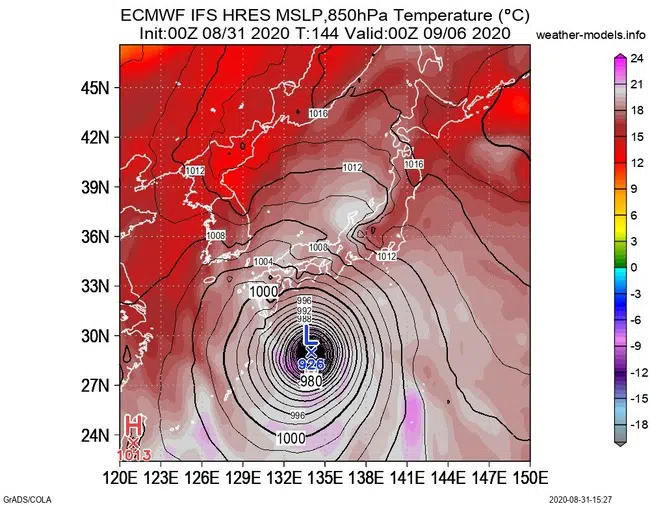 ECMWF IFS HRES MSLP,850hPa Temperature (°C)
Init:00Z 08/31 2020 T:144 Valid:00Z 09/06 2020
weather-models.info
45N
42N
39N
36N
33N
30N
27N
24N
1016
1016
1012
1012
1008
1008
1012
1004
1000
996
992
988
L
926
980
996
1000
H
1013
120E 123E 126E 129E 132E 135E 138E 141E 144E 147E 150E
24
21
18
15
12
9
6
3
0
-3
-6
-9
-12
-15
-18
GrADS/COLA
2020-08-31-15:27